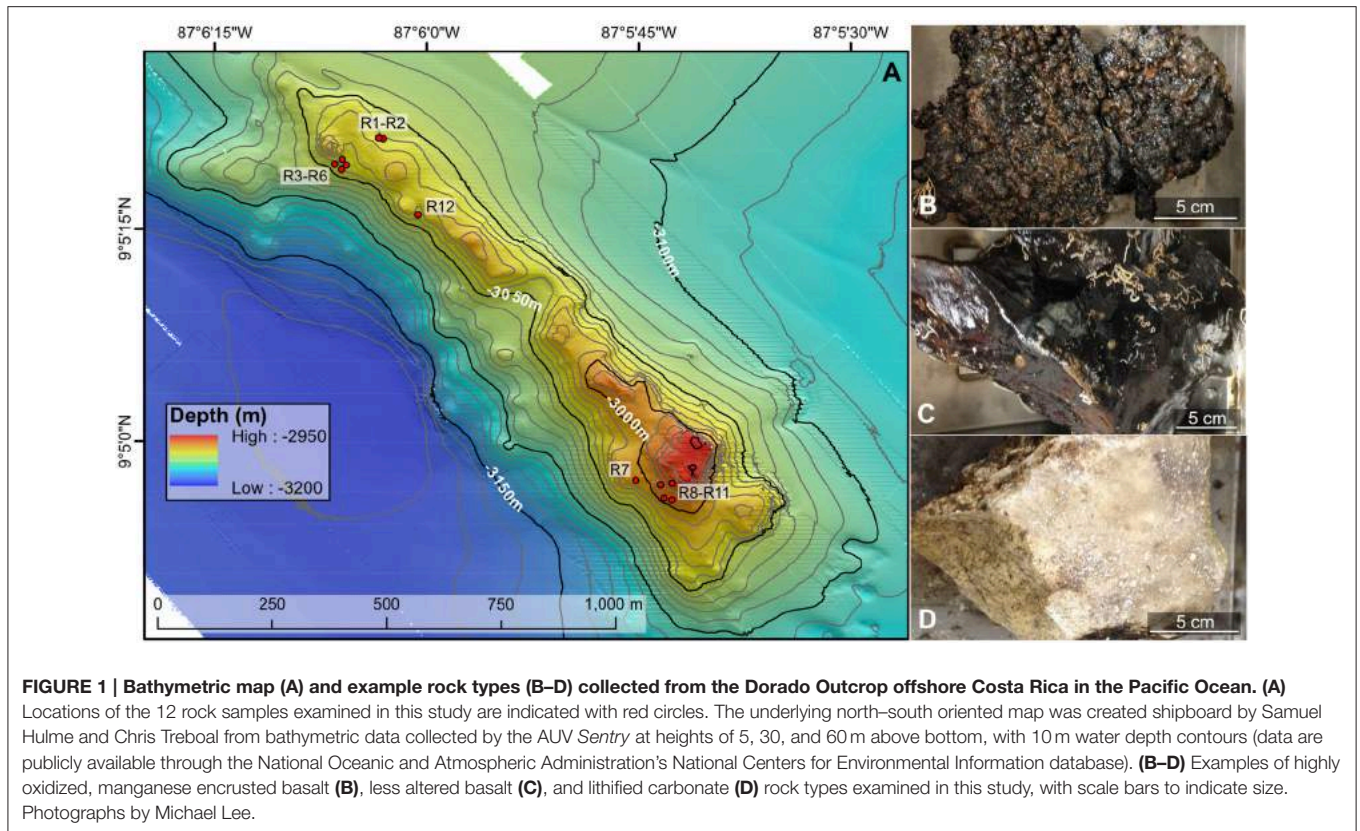 87°6'15"W 87°6'0"W 87°5'45"W 87°5'30"W
A
R1-R2
R3-R6
R12
9°5'15"N
-3100m
-3050m
B
5 cm
C
5 cm
Depth (m)
High : -2950
Low : -3200
9°5'0"N
-3000m
R7
R8-R11
-3150m
0 250 500 750 1,000 m
D
5 cm
FIGURE 1 | Bathymetric map (A) and example rock types (B–D) collected from the Dorado Outcrop offshore Costa Rica in the Pacific Ocean. (A)
Locations of the 12 rock samples examined in this study are indicated with red circles. The underlying north–south oriented map was created shipboard by Samuel
Hulme and Chris Treboal from bathymetric data collected by the AUV Sentry at heights of 5, 30, and 60 m above bottom, with 10 m water depth contours (data are
publicly available through the National Oceanic and Atmospheric Administration's National Centers for Environmental Information database). (B–D) Examples of highly
oxidized, manganese encrusted basalt (B), less altered basalt (C), and lithified carbonate (D) rock types examined in this study, with scale bars to indicate size.
Photographs by Michael Lee.